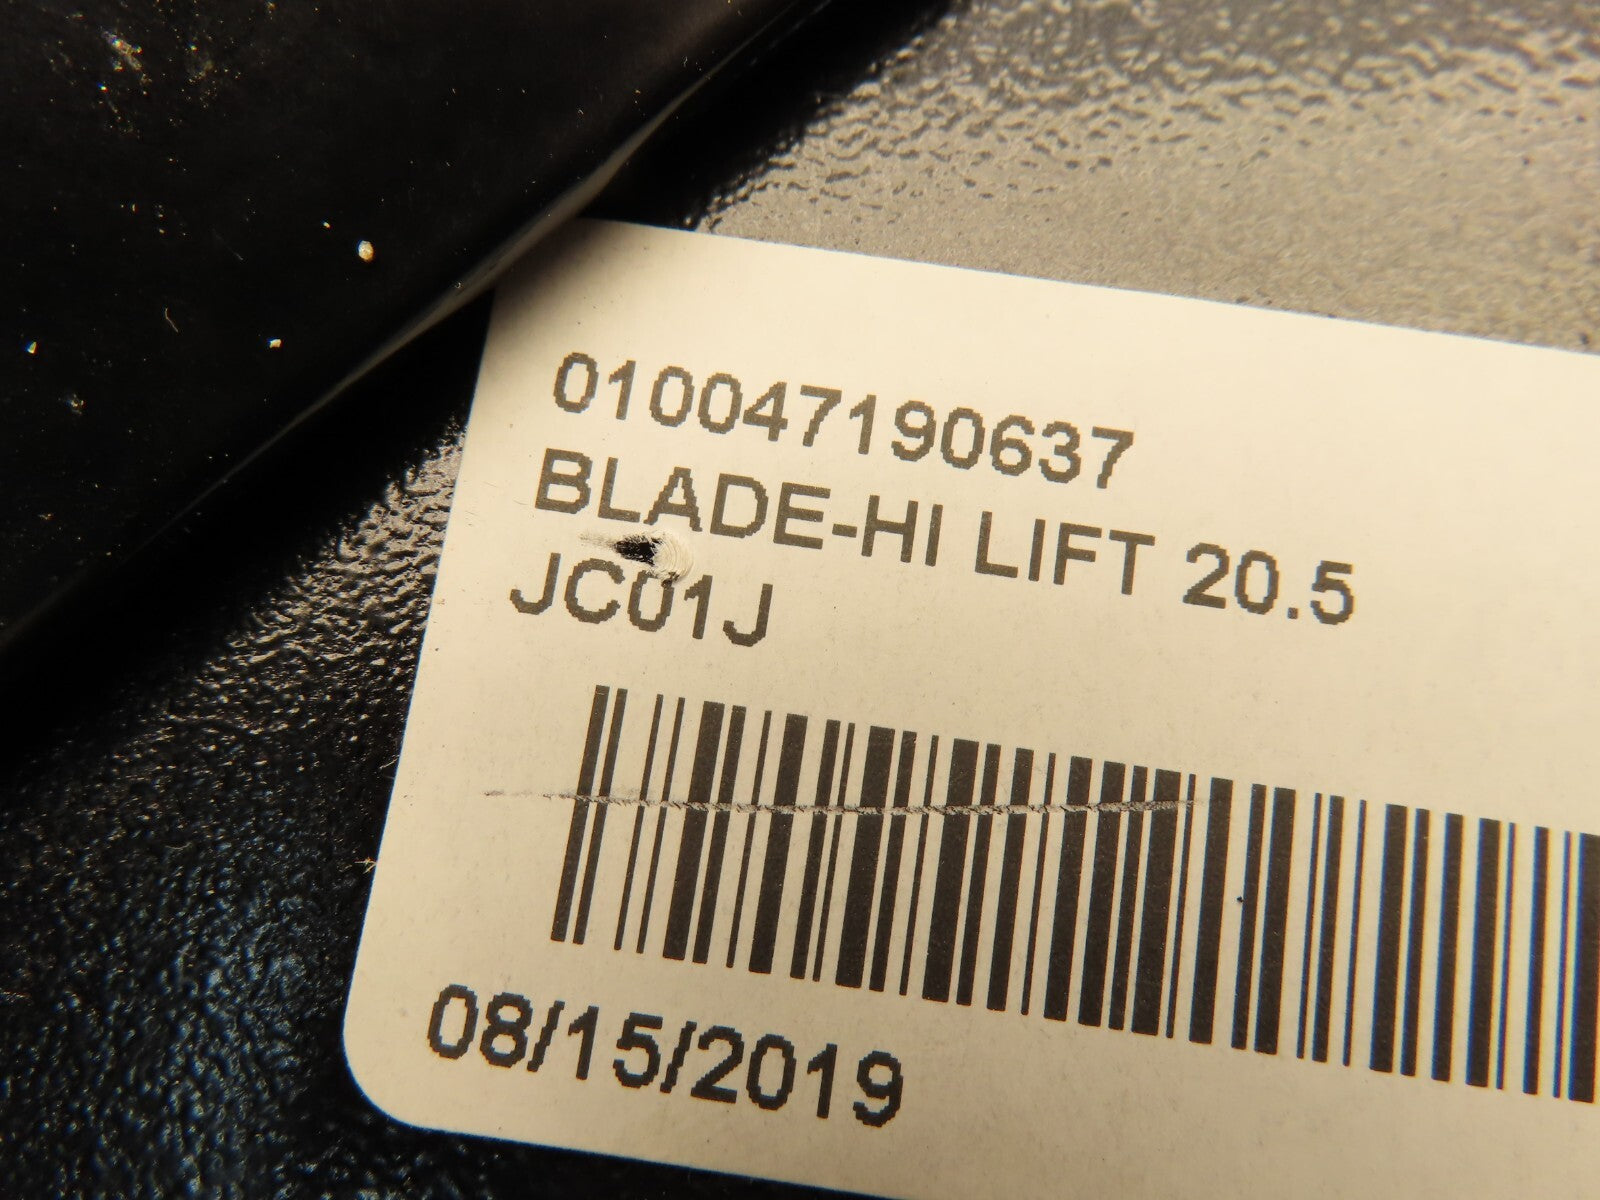 010047190637
BLADE-HI LIFT 20.5
JC01J
08/15/2019